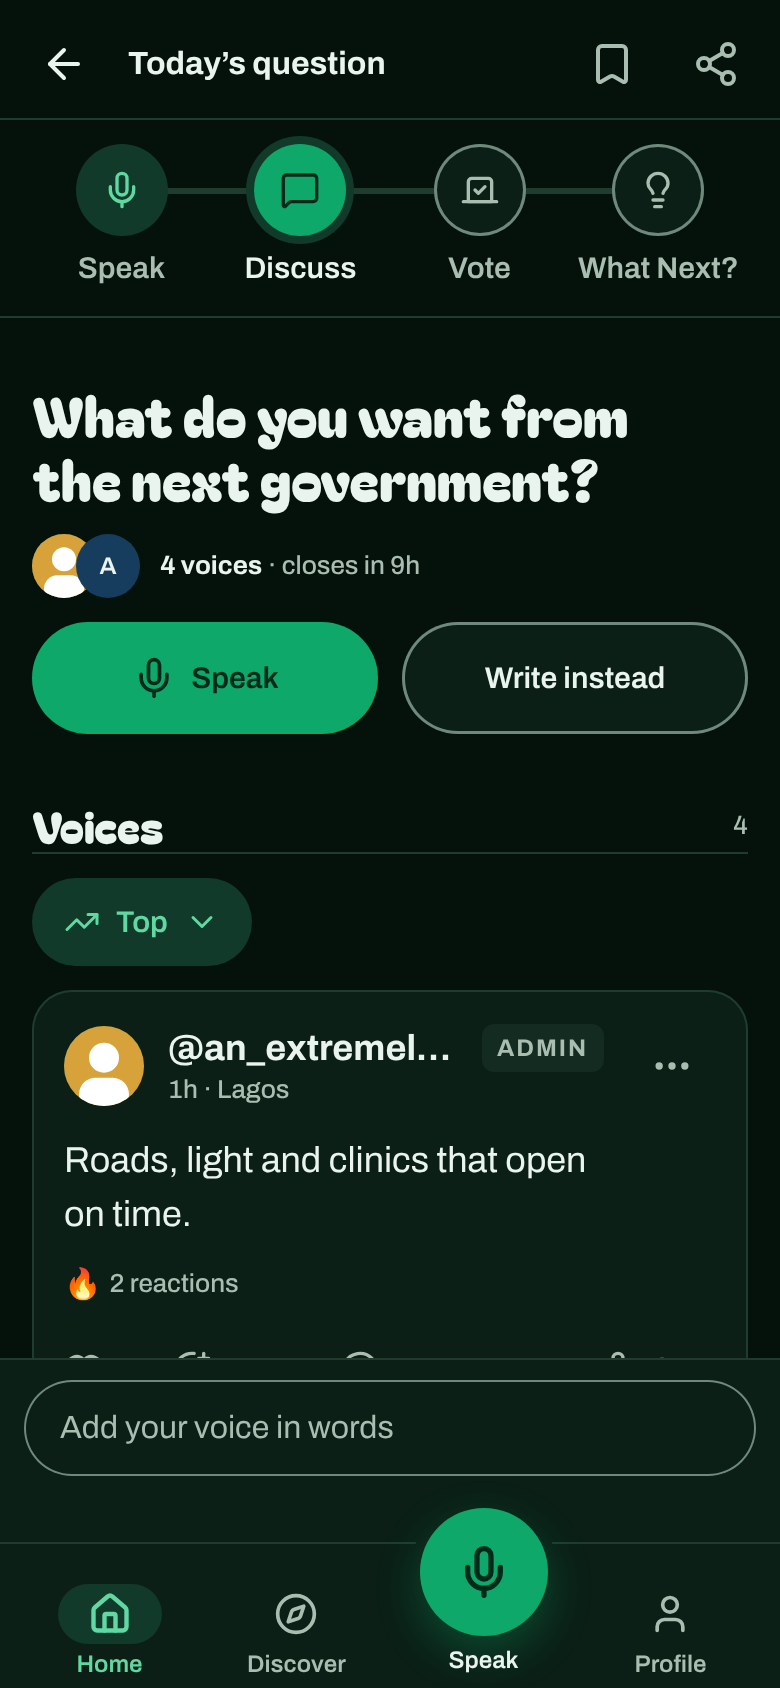 Today’s question
Speak
Discuss
Vote
What Next?
What do you want from
the next government?
A
4 voices · closes in 9h
Speak
Write instead
Voices
4
Top
@an_extremel...
ADMIN
1h · Lagos
Roads, light and clinics that open
on time.
🔥 2 reactions
Add your voice in words
Home
Discover
Speak
Profile